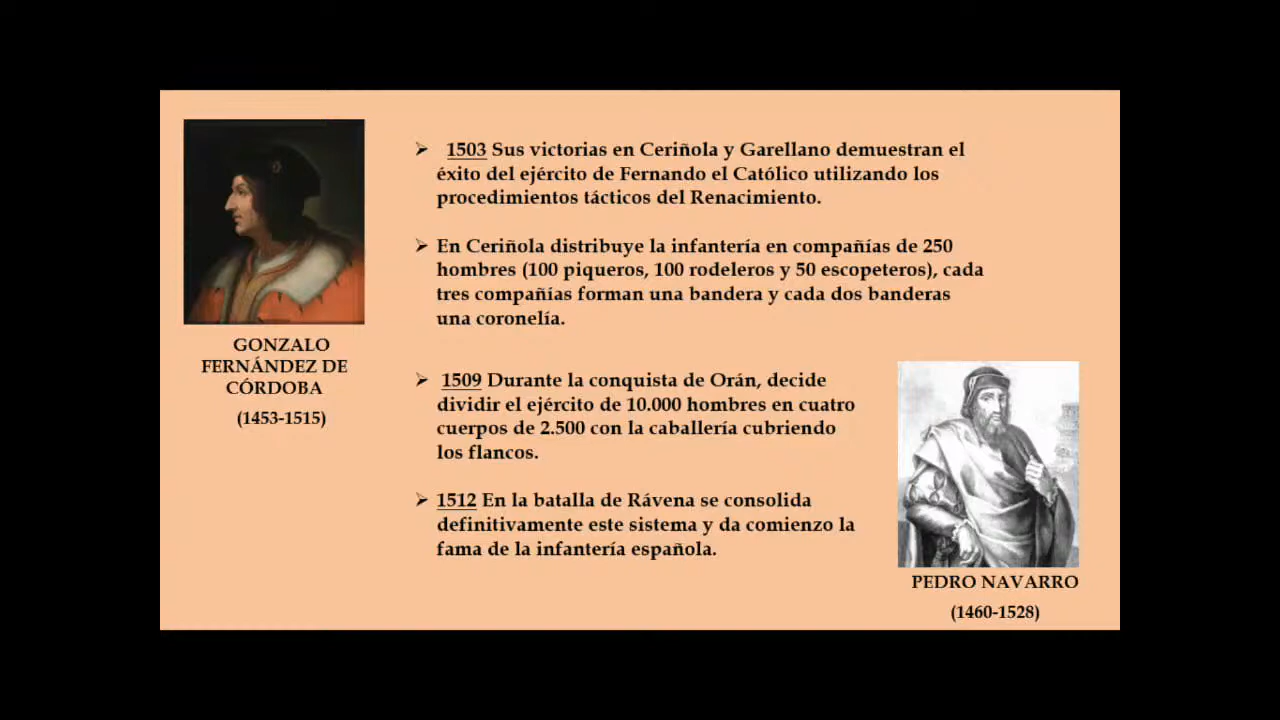 ➢ 1503 Sus victorias en Ceriñola y Garellano demuestran el
éxito del ejército de Fernando el Católico utilizando los
procedimientos tácticos del Renacimiento.
➢ En Ceriñola distribuye la infantería en compañías de 250
hombres (100 piqueros, 100 rodeleros y 50 escopeteros), cada
tres compañías forman una bandera y cada dos banderas
una coronelía.
GONZALO
FERNÁNDEZ DE
CÓRDOBA
(1453-1515)
➢ 1509 Durante la conquista de Orán, decide
dividir el ejército de 10.000 hombres en cuatro
cuerpos de 2.500 con la caballería cubriendo
los flancos.
➢ 1512 En la batalla de Rávena se consolida
definitivamente este sistema y da comienzo la
fama de la infantería española.
PEDRO NAVARRO
(1460-1528)